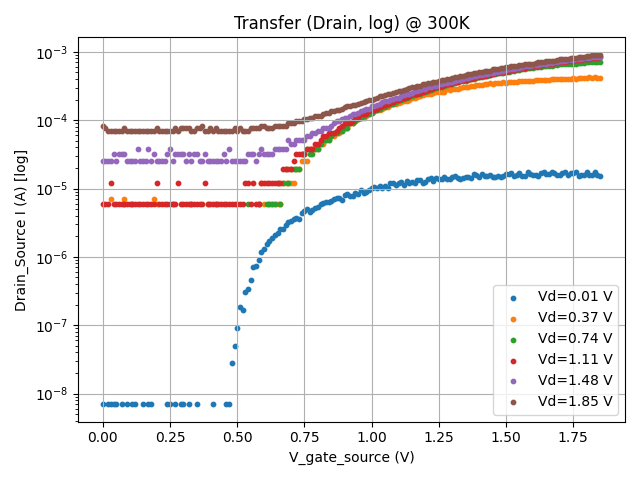 Transfer (Drain, log) @ 300K
Drain_Source I (A) [log]
10⁻³
10⁻⁴
10⁻⁵
10⁻⁶
10⁻⁷
10⁻⁸
Vd=0.01 V
Vd=0.37 V
Vd=0.74 V
Vd=1.11 V
Vd=1.48 V
Vd=1.85 V
0.00 0.25 0.50 0.75 1.00 1.25 1.50 1.75
V_gate_source (V)